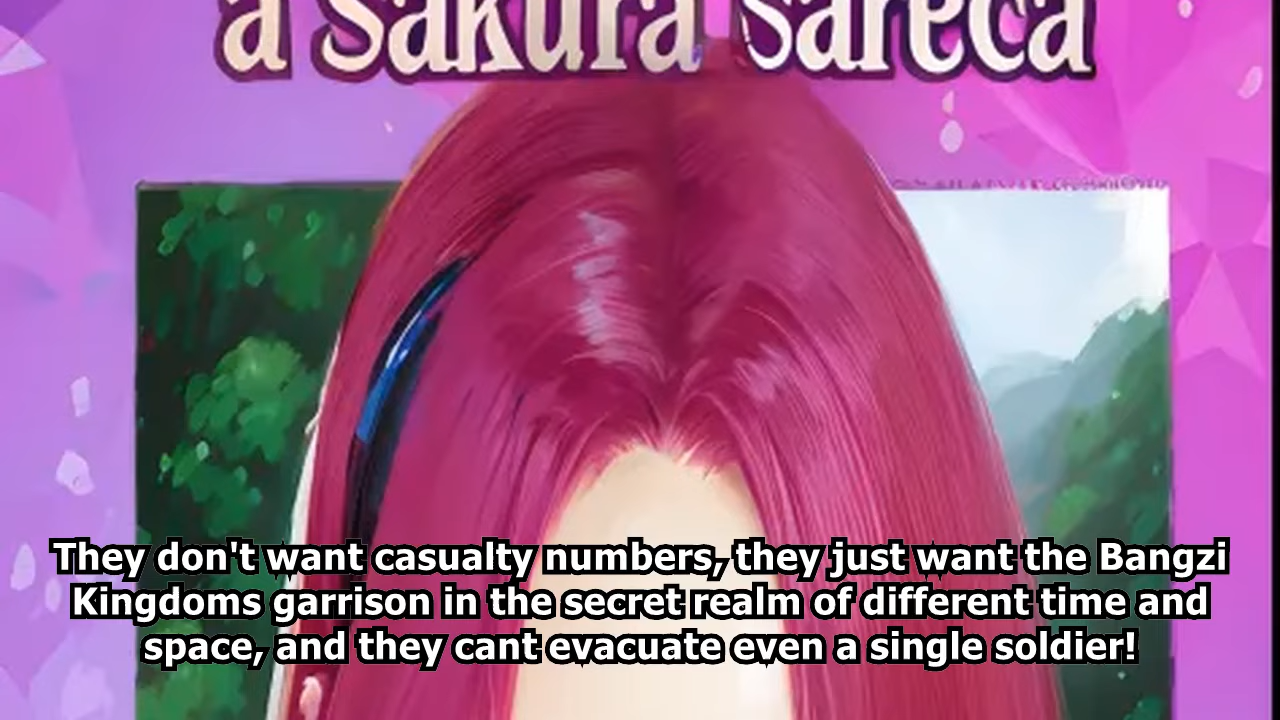 a Sakura Sareca
They don't want casualty numbers, they just want the Bangzi
Kingdoms garrison in the secret realm of different time and
space, and they cant evacuate even a single soldier!